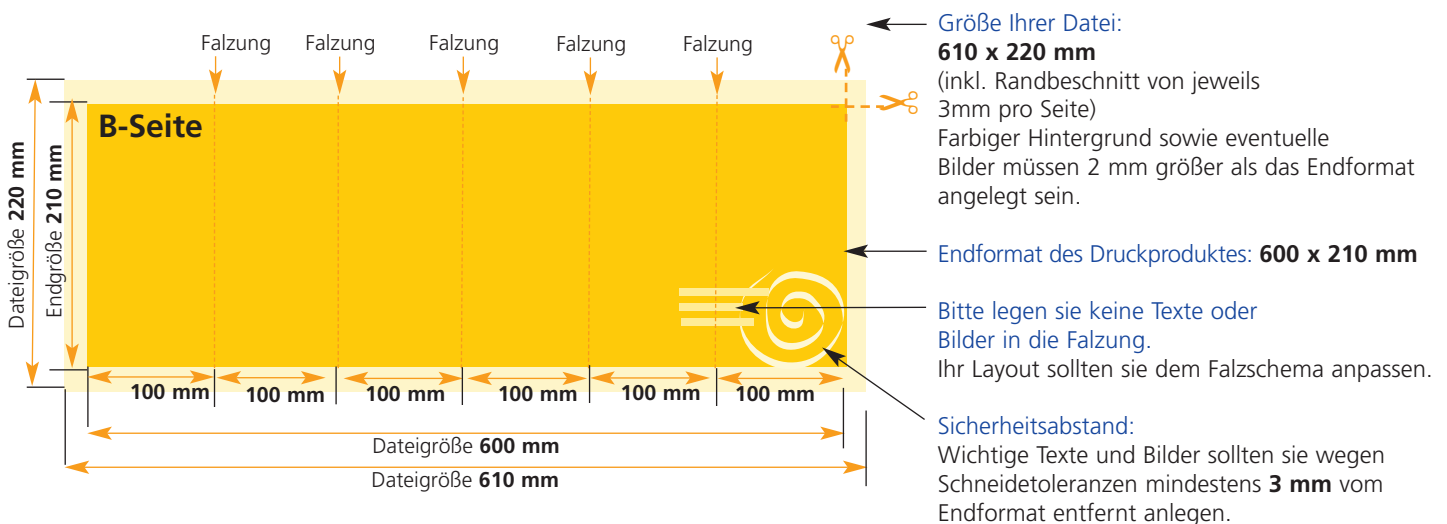 Falzung Falzung Falzung Falzung Falzung
B-Seite
Dateigröße 220 mm
Endgröße 210 mm
100 mm 100 mm 100 mm 100 mm 100 mm 100 mm
Dateigröße 600 mm
Dateigröße 610 mm
Größe Ihrer Datei:
610 x 220 mm
(inkl. Randbeschnitt von jeweils
3mm pro Seite)
Farbiger Hintergrund sowie eventuelle
Bilder müssen 2 mm größer als das Endformat
angelegt sein.
Endformat des Druckproduktes: 600 x 210 mm
Bitte legen sie keine Texte oder
Bilder in die Falzung.
Ihr Layout sollten sie dem Falzschema anpassen.
Sicherheitsabstand:
Wichtige Texte und Bilder sollten sie wegen
Schneidetoleranzen mindestens 3 mm vom
Endformat entfernt anlegen.